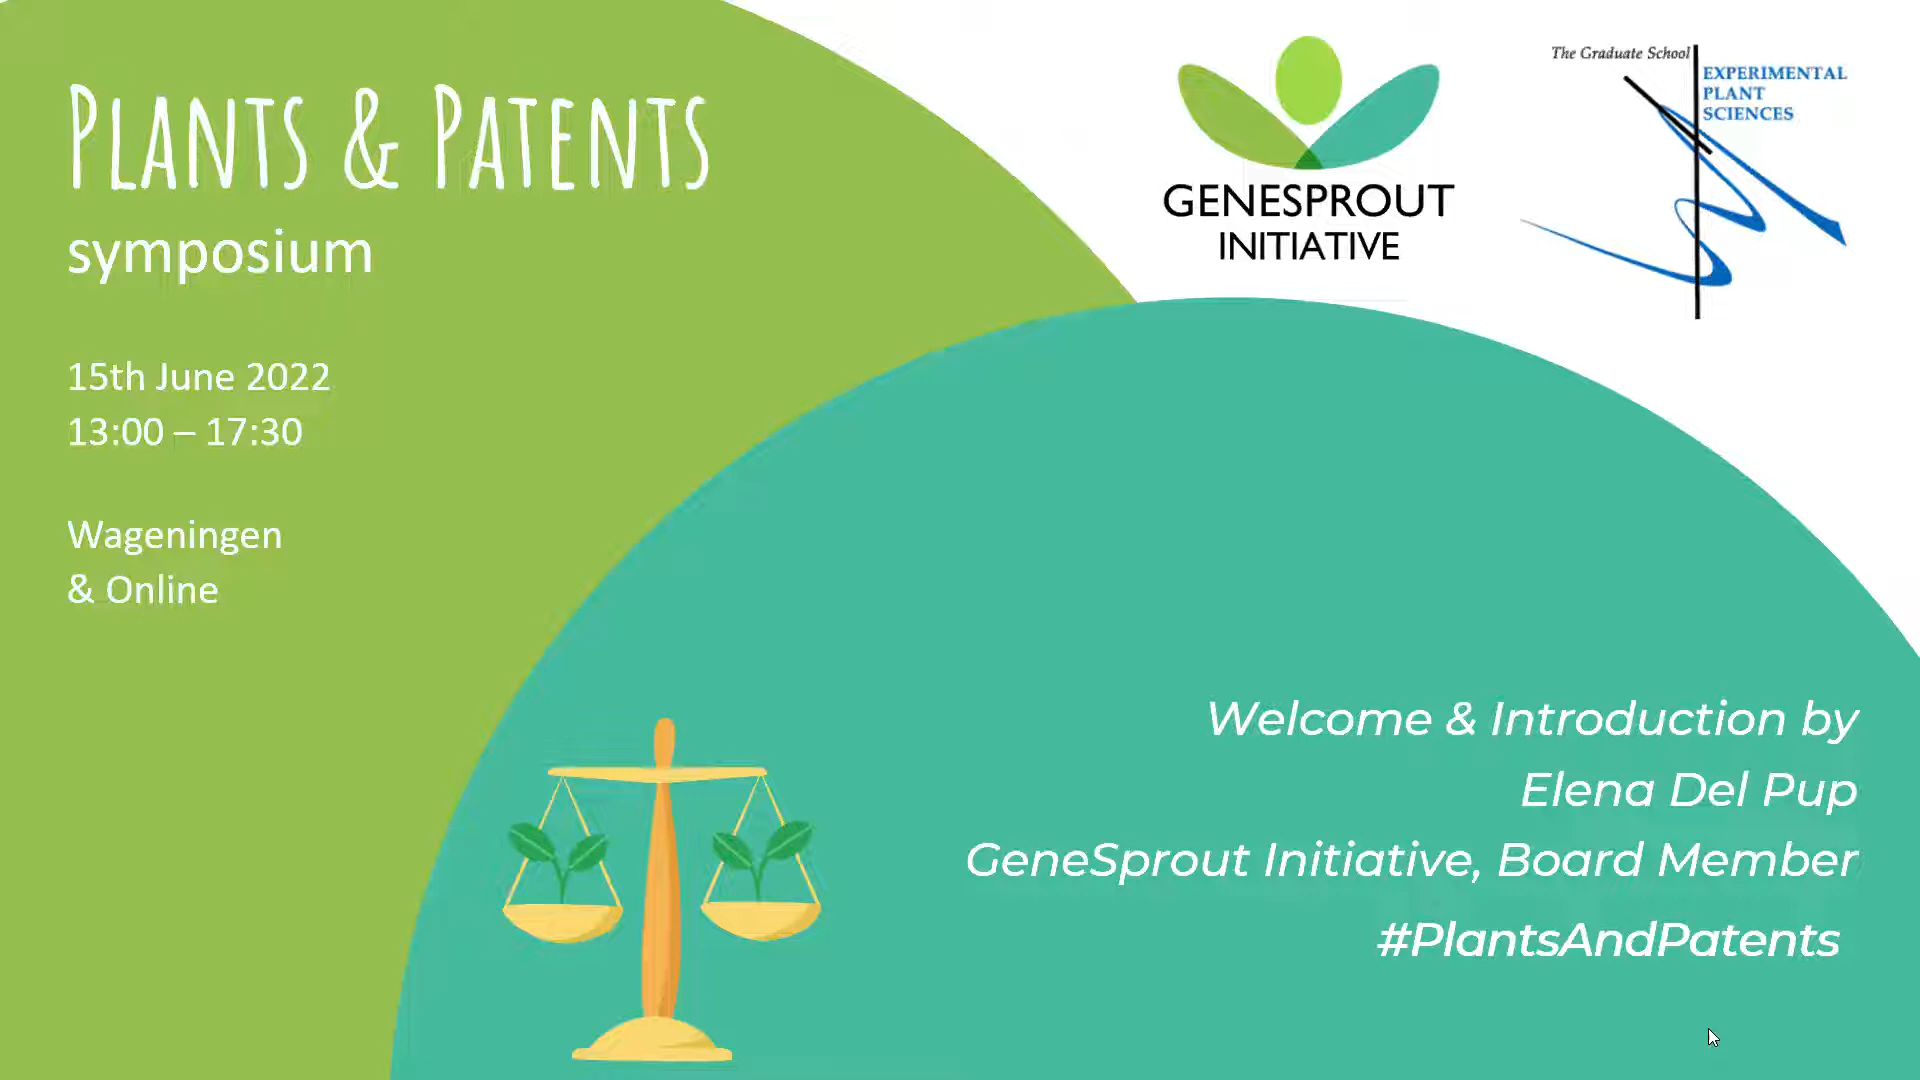 PLANTS & PATENTS
symposium
15th June 2022
13:00 – 17:30
Wageningen
& Online
GENESPROUT
INITIATIVE
The Graduate School
EXPERIMENTAL
PLANT
SCIENCES
Welcome & Introduction by
Elena Del Pup
GeneSprout Initiative, Board Member
#PlantsAndPatents